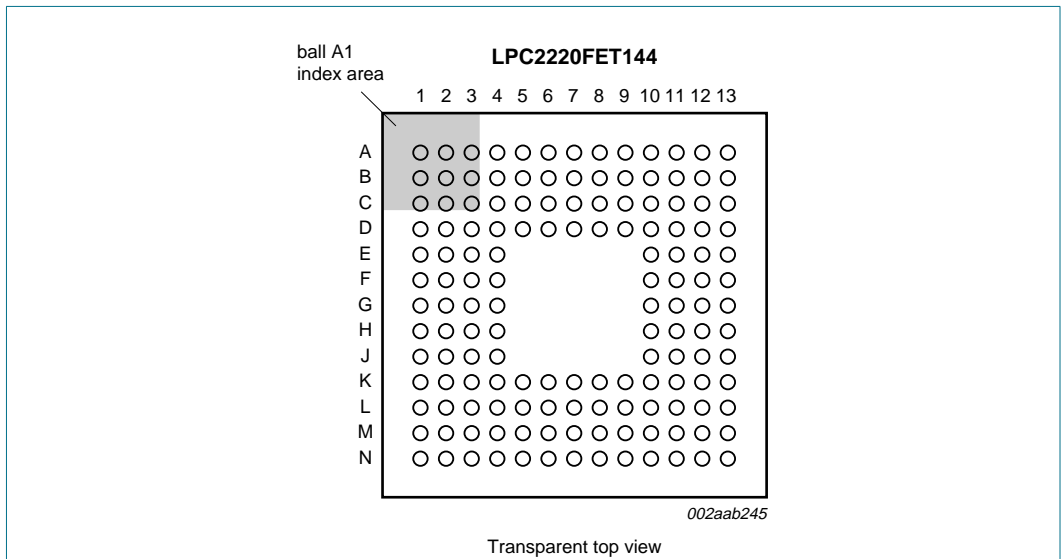 ball A1
index area
LPC2220FET144
1 2 3 4 5 6 7 8 9 10 11 12 13
A
B
C
D
E
F
G
H
J
K
L
M
N
002aab245
Transparent top view